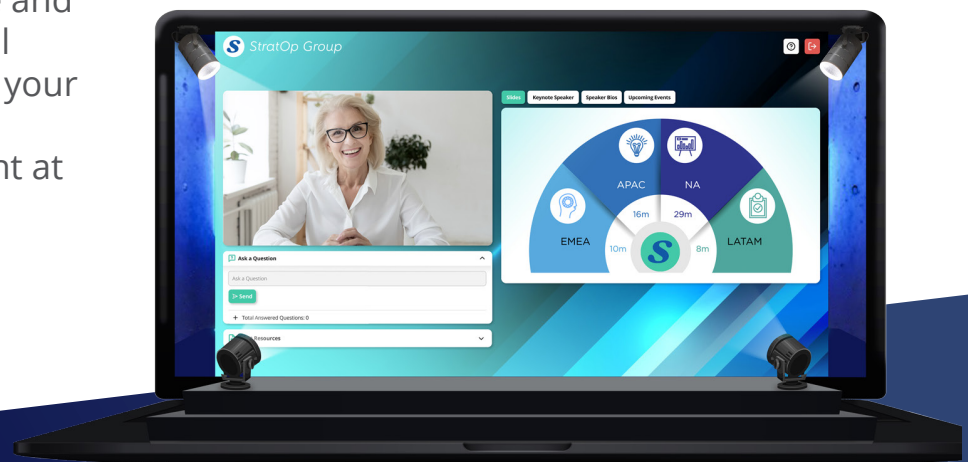 and
l
your
nt at
S StratOp Group
Slides Keynote Speaker Speaker Bios Upcoming Events
APAC NA
16m 29m
EMEA LATAM
10m 8m
S
Ask a Question
Ask a Question
Send
+ Total Answered Questions: 0
Resources